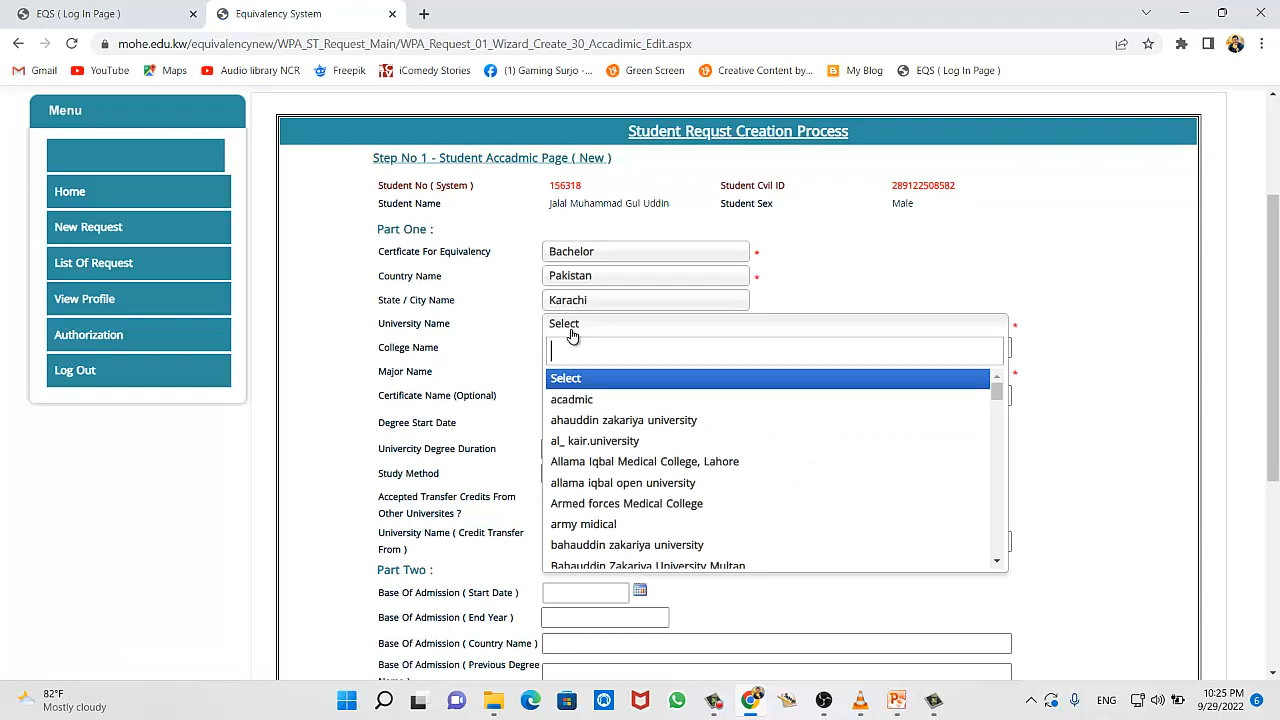 EQS ( Log In Page )
Equivalency System
mohe.edu.kw/equivalencynew/WPA_ST_Request_Main/WPA_Request_01_Wizard_Create_30_Accadimic_Edit.aspx
Gmail YouTube Maps Audio library NCR Freepik iComedy Stories (1) Gaming Surjo -... Green Screen Creative Content by... My Blog EQS ( Log In Page )
Menu
Home
New Request
List Of Request
View Profile
Authorization
Log Out
Student Requst Creation Process
Step No 1 - Student Accadmic Page ( New )
Student No ( System ) 156318 Student Cvil ID 289122508582
Student Name Jalal Muhammad Gul Uddin Student Sex Male
Part One :
Certficate For Equivalency Bachelor *
Country Name Pakistan *
State / City Name Karachi
University Name Select *
College Name
Major Name *
Certificate Name (Optional)
Degree Start Date
Univercity Degree Duration
Study Method
Accepted Transfer Credits From
Other Universites ?
University Name ( Credit Transfer
From )
Select
acadmic
ahauddin zakariya university
al_ kair.university
Allama Iqbal Medical College, Lahore
allama iqbal open university
Armed forces Medical College
army midical
bahauddin zakariya university
Bahauddin Zakariya University Multan
Part Two :
Base Of Admission ( Start Date )
Base Of Admission ( End Year )
Base Of Admission ( Country Name )
Base Of Admission ( Previous Degree
82°F
Mostly cloudy
ENG
10:25 PM
9/29/2022
6